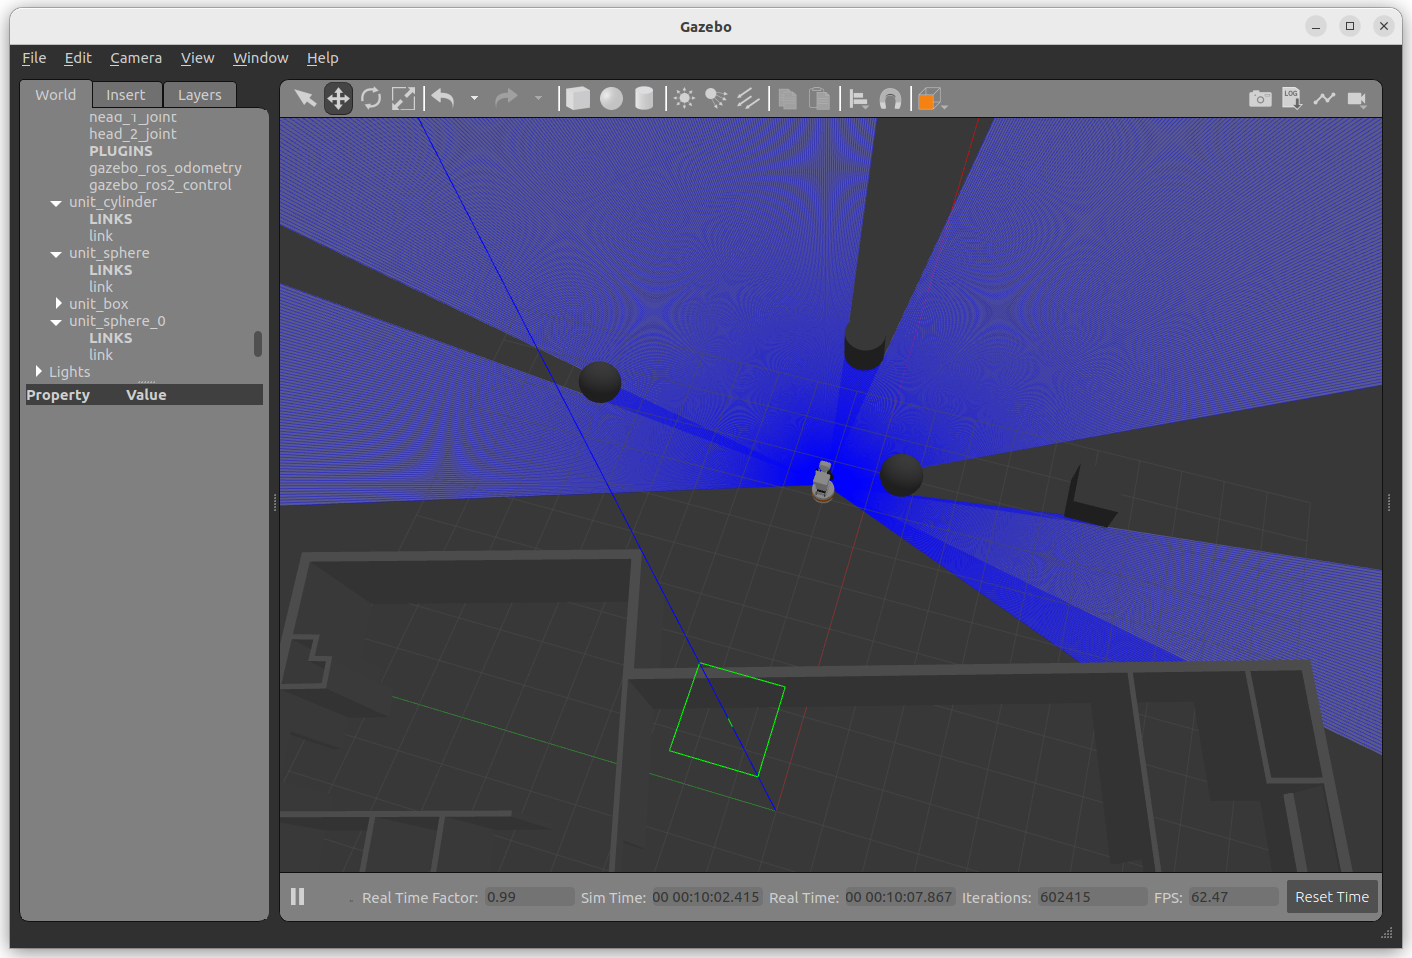 Gazebo
File Edit Camera View Window Help
World Insert Layers
LOG
head_1_joint
head_2_joint
PLUGINS
gazebo_ros_odometry
gazebo_ros2_control
unit_cylinder
LINKS
link
unit_sphere
LINKS
link
unit_box
unit_sphere_0
LINKS
link
Lights
Property Value
Real Time Factor: 0.99 Sim Time: 00 00:10:02.415 Real Time: 00 00:10:07.867 Iterations: 602415 FPS: 62.47 Reset Time